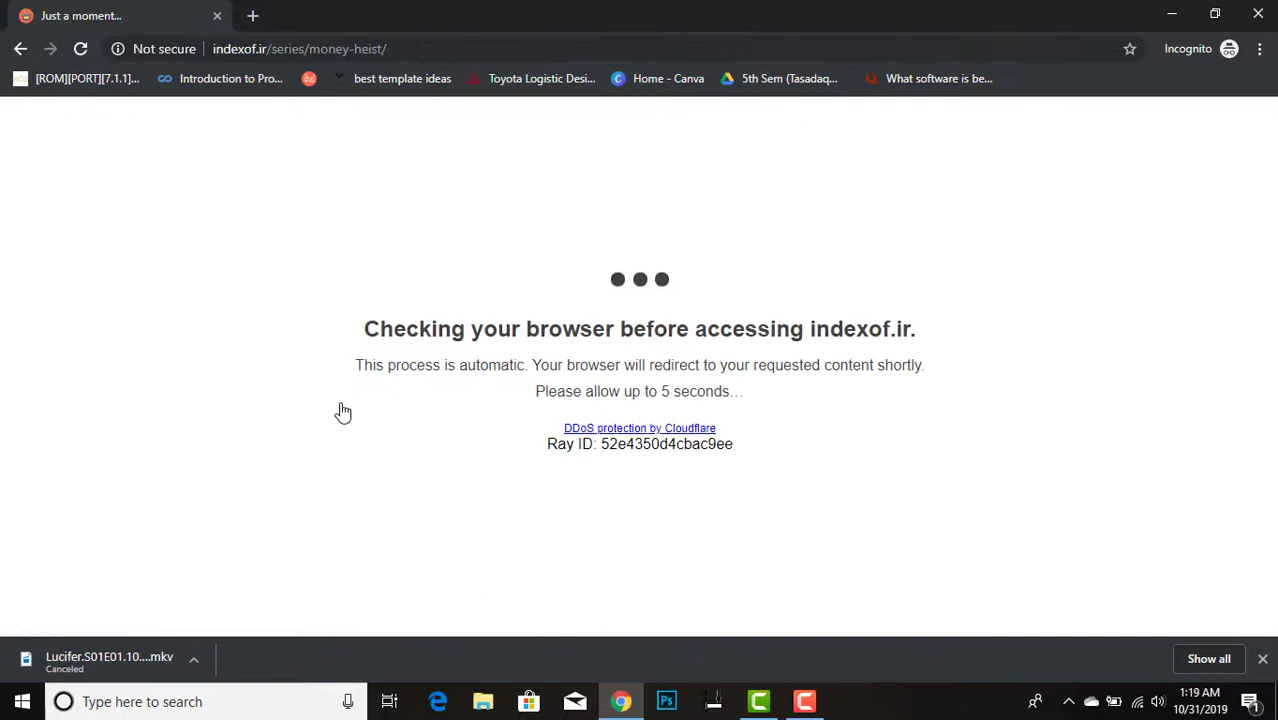 Just a moment...
Not secure
indexof.ir/series/money-heist/
Incognito
[ROM][PORT][7.1.1]...
Introduction to Pro...
best template ideas
Toyota Logistic Desi...
Home - Canva
5th Sem (Tasadaq...
What software is be...
Checking your browser before accessing indexof.ir.
This process is automatic. Your browser will redirect to your requested content shortly.
Please allow up to 5 seconds…
DDoS protection by Cloudflare
Ray ID: 52e4350d4cbac9ee
Lucifer.S01E01.10....mkv
Canceled
Show all
Type here to search
Ps
1:19 AM
10/31/2019
1